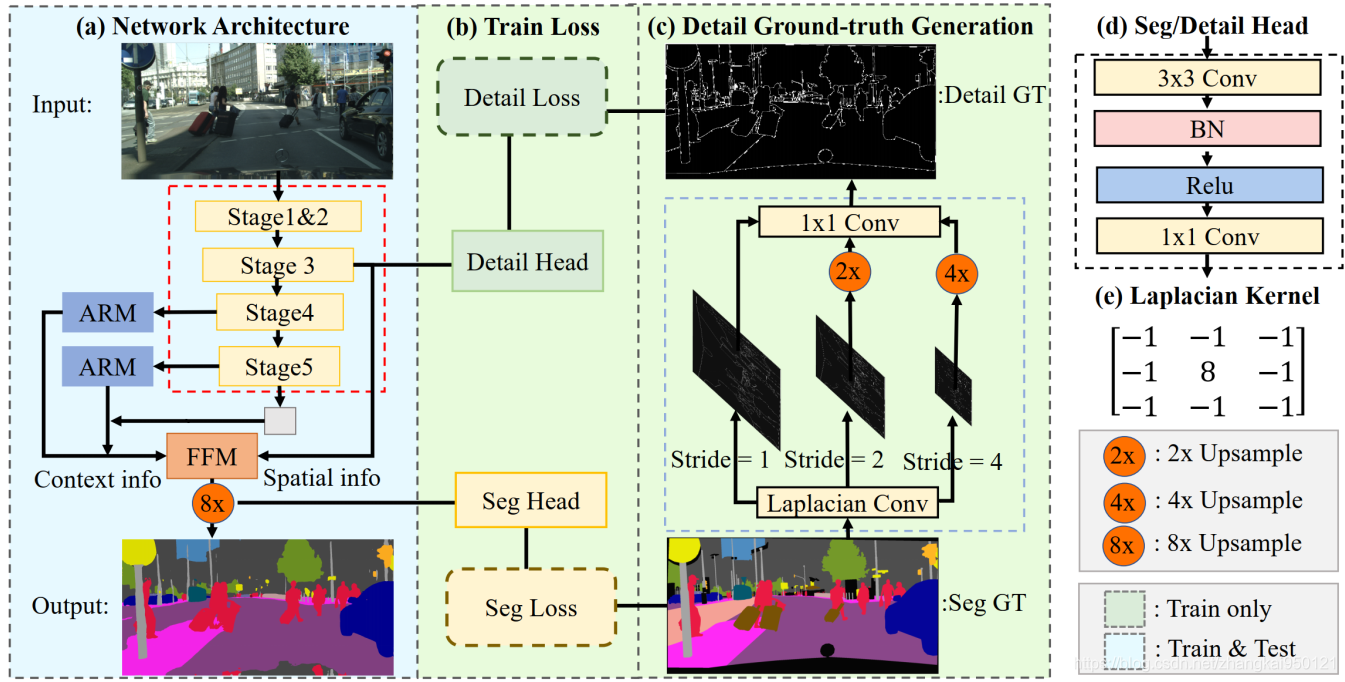 (a) Network Architecture
Input:
Stage1&2
Stage 3
ARM
Stage4
ARM
Stage5
FFM
Context info
Spatial info
8x
Output:
(b) Train Loss
Detail Loss
Detail Head
Seg Head
Seg Loss
(c) Detail Ground-truth Generation
:Detail GT
1x1 Conv
2x
4x
Stride = 1
Stride = 2
Stride = 4
Laplacian Conv
:Seg GT
(d) Seg/Detail Head
3x3 Conv
BN
Relu
1x1 Conv
(e) Laplacian Kernel
−1 −1 −1
−1 8 −1
−1 −1 −1
2x : 2x Upsample
4x : 4x Upsample
8x : 8x Upsample
: Train only
: Train & Test
https://blog.csdn.net/zhangkai950121